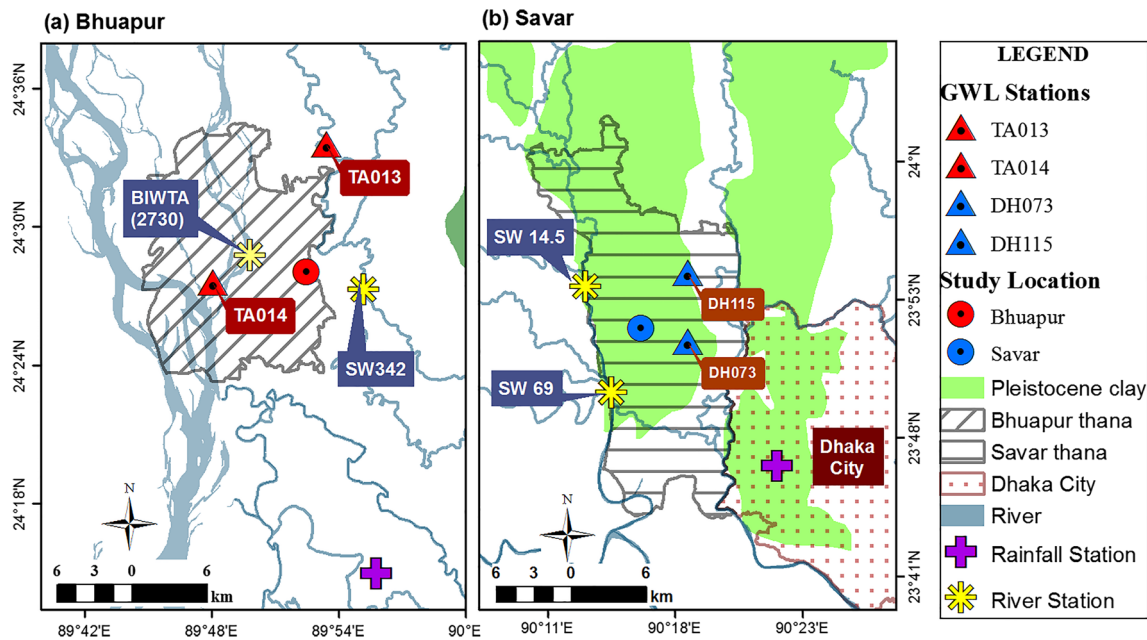 (a) Bhuapur
(b) Savar
24°36'N
24°30'N
24°24'N
24°18'N
TA013
BIWTA
(2730)
TA014
SW342
N
6 3 0 6
km
89°42'E
89°48'E
89°54'E
90°E
SW 14.5
DH115
DH073
SW 69
Dhaka
City
N
6 3 0 6
km
24°N
23°53'N
23°48'N
23°41'N
90°11'E
90°18'E
90°23'E
LEGEND
GWL Stations
TA013
TA014
DH073
DH115
Study Location
Bhuapur
Savar
Pleistocene clay
Bhuapur thana
Savar thana
Dhaka City
River
Rainfall Station
River Station